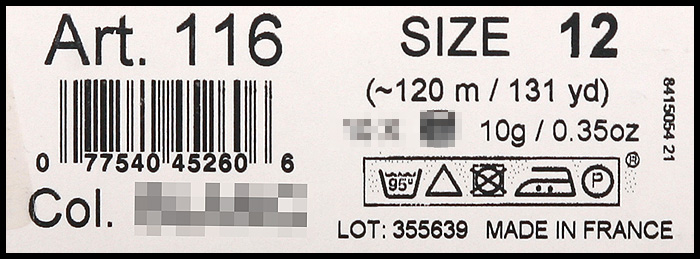 Art. 116
SIZE 12
(~120 m / 131 yd)
10g / 0.35oz
8415054 21
0 77540 45260 6
95°
P
®
Col.
LOT: 355639 MADE IN FRANCE